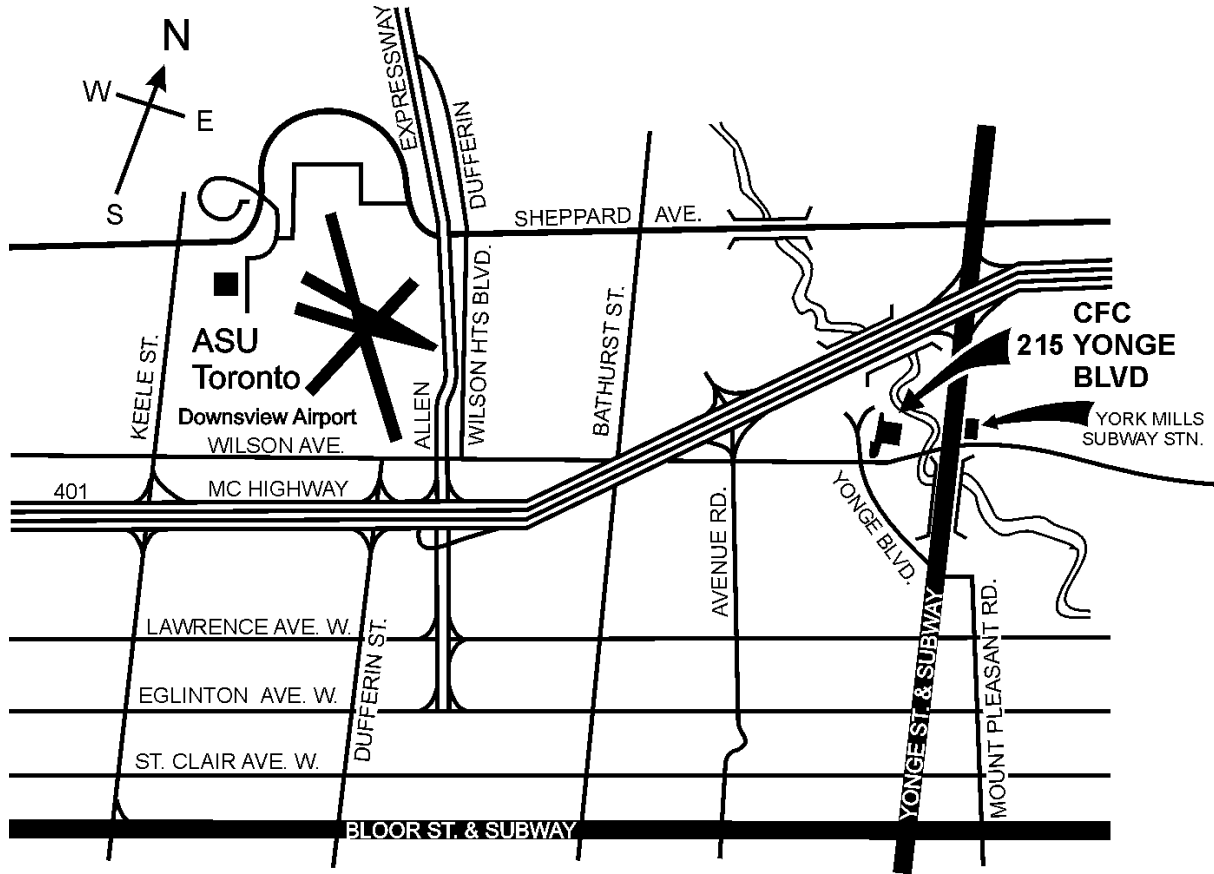 N
W
E
S
EXPRESSWAY
DUFFERIN
SHEPPARD AVE.
KEELE ST.
ASU
Toronto
Downsview Airport
ALLEN
WILSON HTS BLVD.
BATHURST ST.
CFC
215 YONGE
BLVD
YORK MILLS
SUBWAY STN.
WILSON AVE.
401 MC HIGHWAY
AVENUE RD.
YONGE BLVD.
LAWRENCE AVE. W.
DUFFERIN ST.
EGLINTON AVE. W.
ST. CLAIR AVE. W.
YONGE ST. & SUBWAY
MOUNT PLEASANT RD.
BLOOR ST. & SUBWAY